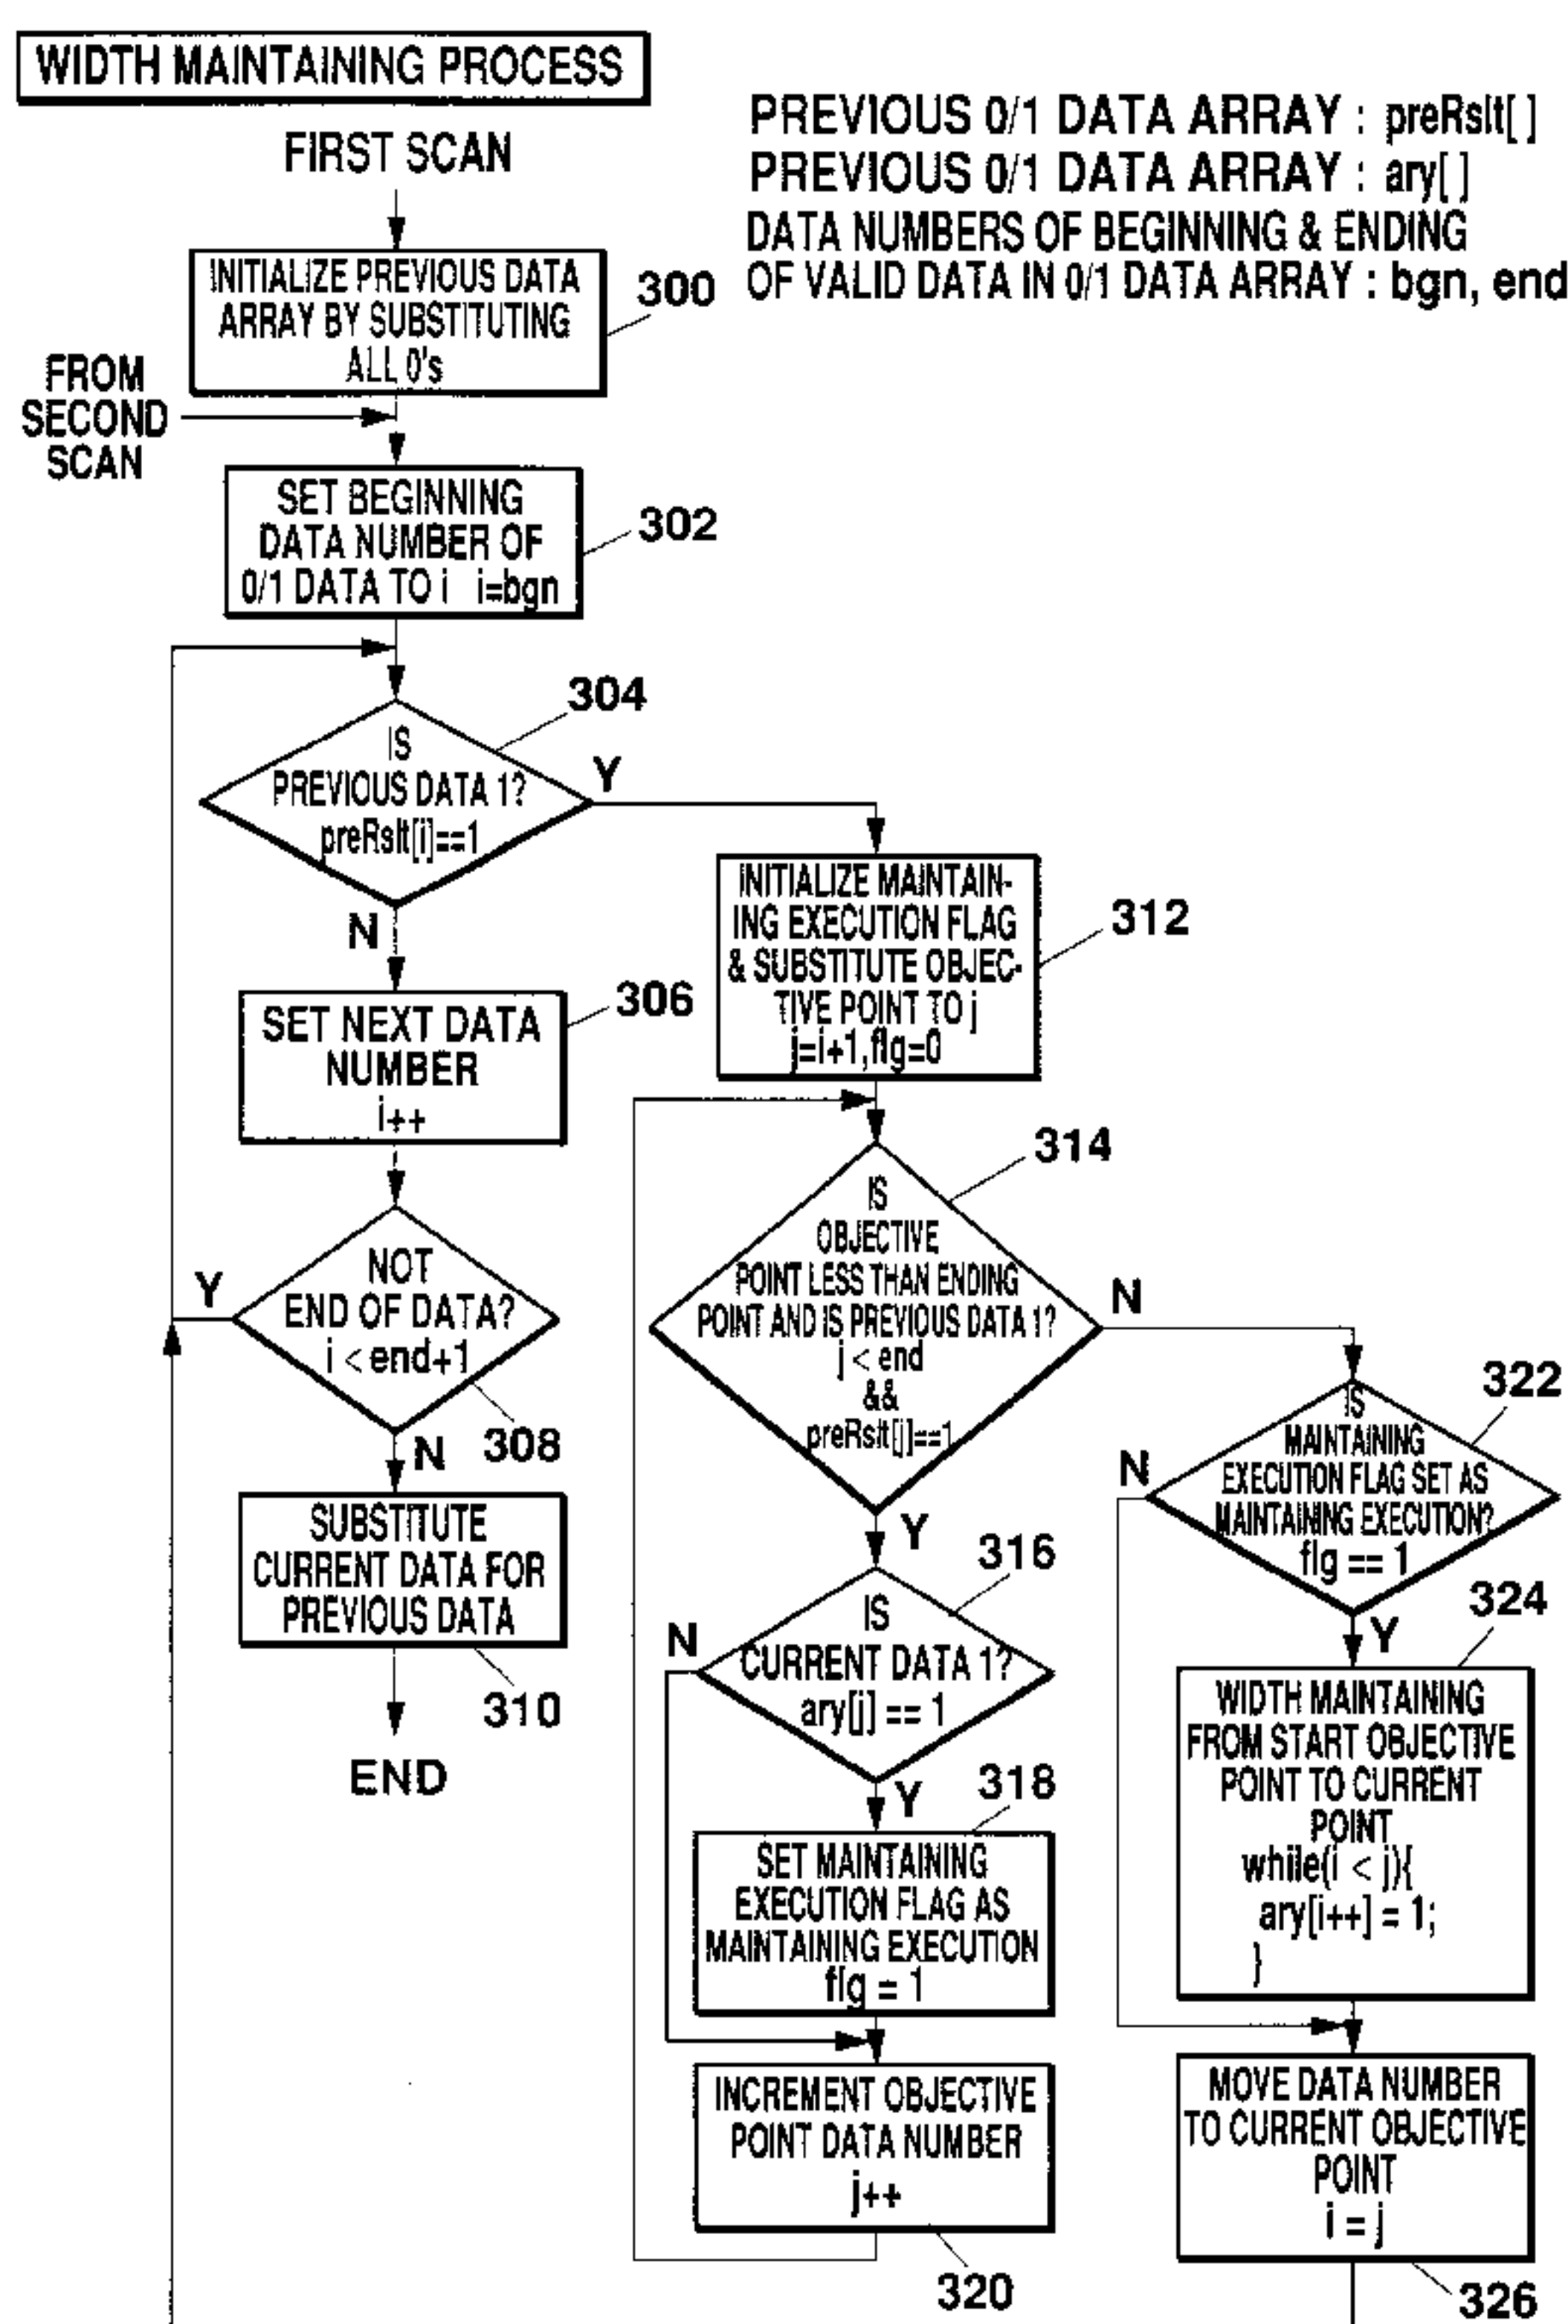 WIDTH MAINTAINING PROCESS
PREVIOUS 0/1 DATA ARRAY : preRslt[ ]
PREVIOUS 0/1 DATA ARRAY : ary[ ]
DATA NUMBERS OF BEGINNING & ENDING
OF VALID DATA IN 0/1 DATA ARRAY : bgn, end
FIRST SCAN
INITIALIZE PREVIOUS DATA
ARRAY BY SUBSTITUTING
ALL 0's
300
FROM
SECOND
SCAN
SET BEGINNING
DATA NUMBER OF
0/1 DATA TO i i=bgn
302
304
IS
PREVIOUS DATA 1?
preRslt[i]==1
Y
N
SET NEXT DATA
NUMBER
i++
306
NOT
END OF DATA?
i < end+1
Y
308
N
SUBSTITUTE
CURRENT DATA FOR
PREVIOUS DATA
310
END
INITIALIZE MAINTAIN-
ING EXECUTION FLAG
& SUBSTITUTE OBJEC-
TIVE POINT TO j
j=i+1,flg=0
312
314
IS
OBJECTIVE
POINT LESS THAN ENDING
POINT AND IS PREVIOUS DATA 1?
j < end
&&
preRslt[j]==1
N
Y
316
IS
CURRENT DATA 1?
ary[j] == 1
N
Y
318
SET MAINTAINING
EXECUTION FLAG AS
MAINTAINING EXECUTION
flg = 1
INCREMENT OBJECTIVE
POINT DATA NUMBER
j++
320
322
IS
MAINTAINING
EXECUTION FLAG SET AS
MAINTAINING EXECUTION?
flg == 1
N
Y
324
WIDTH MAINTAINING
FROM START OBJECTIVE
POINT TO CURRENT
POINT
while(i < j){
ary[i++] = 1;
}
MOVE DATA NUMBER
TO CURRENT OBJECTIVE
POINT
i = j
326